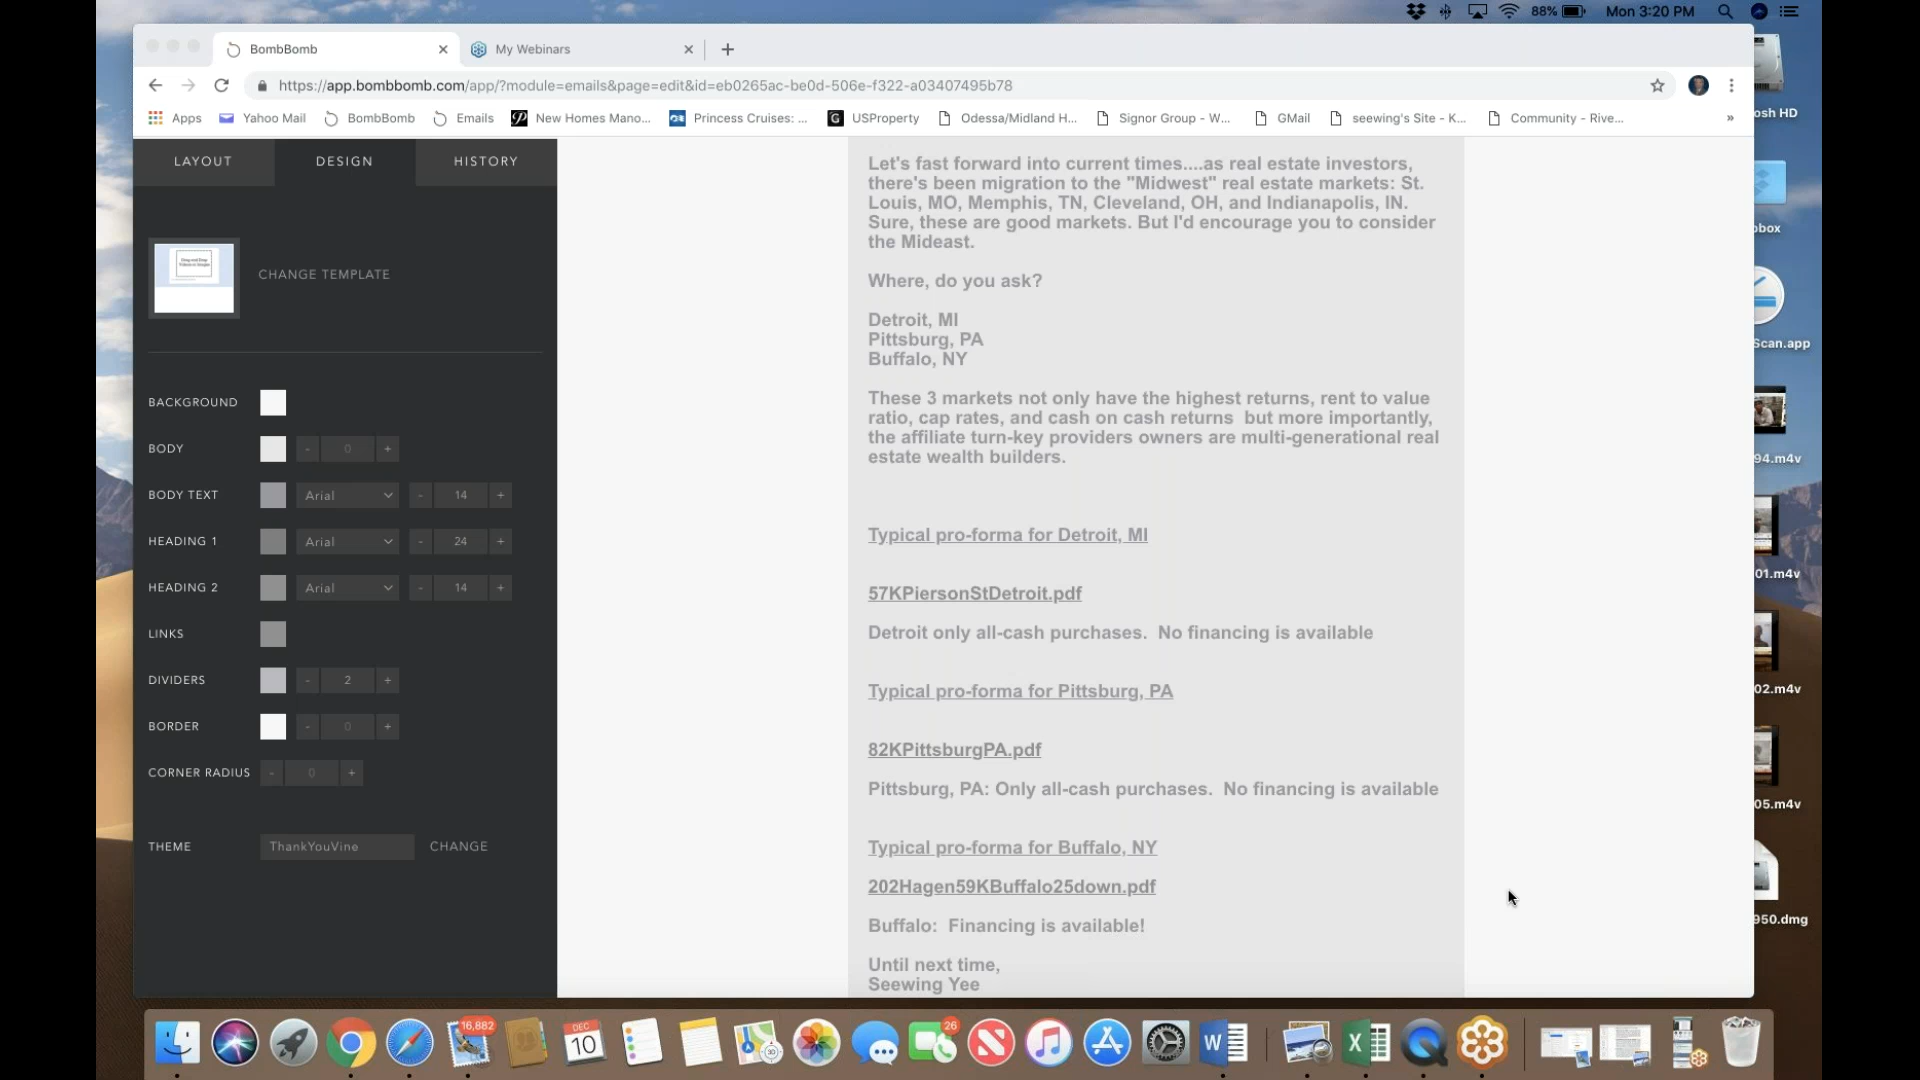 88% Mon 3:20 PM
BombBomb
My Webinars
https://app.bombbomb.com/app/?module=emails&page=edit&id=eb0265ac-be0d-506e-f322-a03407495b78
Apps Yahoo Mail BombBomb Emails New Homes Mano... Princess Cruises: ... USProperty Odessa/Midland H... Signor Group - W... GMail seewing's Site - K... Community - Rive... »
LAYOUT DESIGN HISTORY
CHANGE TEMPLATE
BACKGROUND
BODY - 0 +
BODY TEXT Arial - 14 +
HEADING 1 Arial - 24 +
HEADING 2 Arial - 14 +
LINKS
DIVIDERS - 2 +
BORDER - 0 +
CORNER RADIUS - 0 +
THEME ThankYouVine CHANGE
Let's fast forward into current times....as real estate investors,
there's been migration to the "Midwest" real estate markets: St.
Louis, MO, Memphis, TN, Cleveland, OH, and Indianapolis, IN.
Sure, these are good markets. But I'd encourage you to consider
the Mideast.
Where, do you ask?
Detroit, MI
Pittsburg, PA
Buffalo, NY
These 3 markets not only have the highest returns, rent to value
ratio, cap rates, and cash on cash returns  but more importantly,
the affiliate turn-key providers owners are multi-generational real
estate wealth builders.
Typical pro-forma for Detroit, MI
57KPiersonStDetroit.pdf
Detroit only all-cash purchases.  No financing is available
Typical pro-forma for Pittsburg, PA
82KPittsburgPA.pdf
Pittsburg, PA: Only all-cash purchases.  No financing is available
Typical pro-forma for Buffalo, NY
202Hagen59KBuffalo25down.pdf
Buffalo:  Financing is available!
Until next time,
Seewing Yee
osh HD
box
Scan.app
94.m4v
01.m4v
02.m4v
05.m4v
950.dmg
16,882
DEC
10
26
W
X